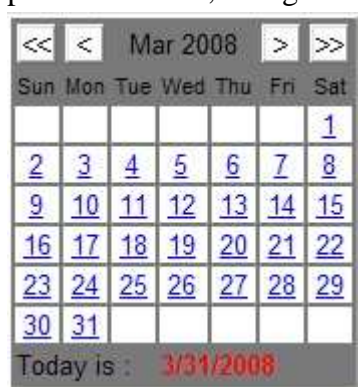 << < Mar 2008 > >>
Sun Mon Tue Wed Thu Fri Sat
1
2 3 4 5 6 7 8
9 10 11 12 13 14 15
16 17 18 19 20 21 22
23 24 25 26 27 28 29
30 31
Today is : 3/31/2008